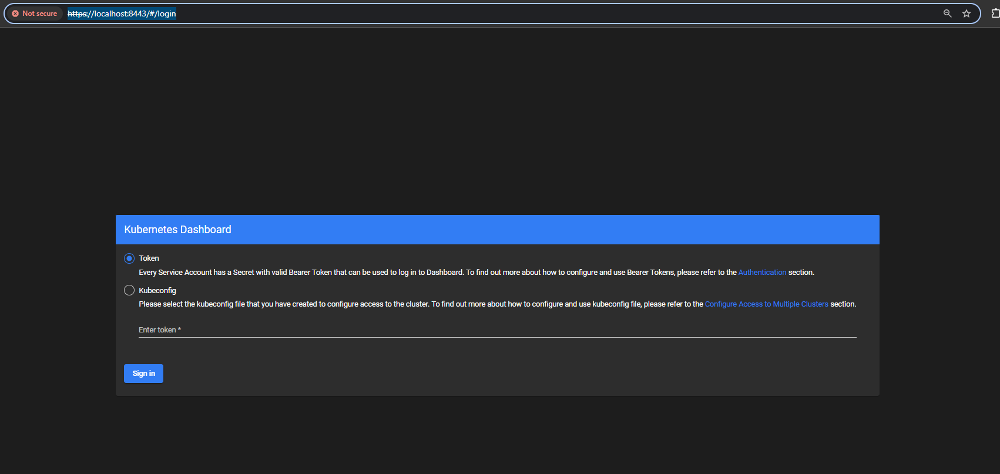 Not secure https://localhost:8443/#/login
Kubernetes Dashboard
Token
Every Service Account has a Secret with valid Bearer Token that can be used to log in to Dashboard. To find out more about how to configure and use Bearer Tokens, please refer to the Authentication section.
Kubeconfig
Please select the kubeconfig file that you have created to configure access to the cluster. To find out more about how to configure and use kubeconfig file, please refer to the Configure Access to Multiple Clusters section.
Enter token *
Sign in